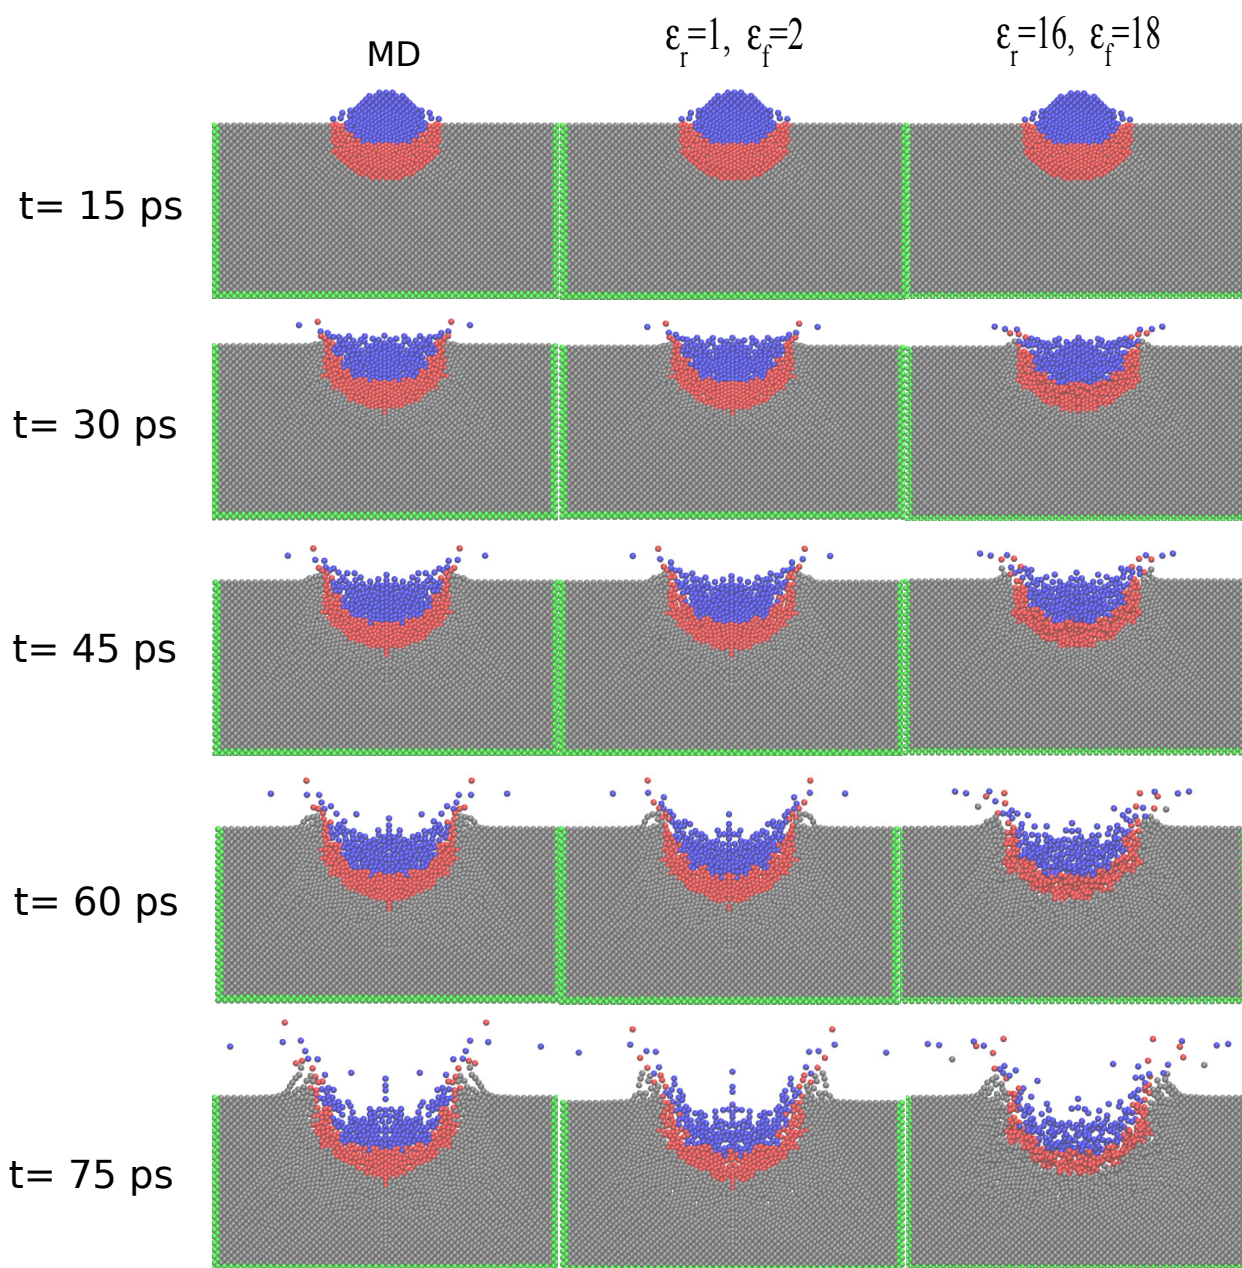 MD
εr=1, εf=2
εr=16, εf=18
t= 15 ps
t= 30 ps
t= 45 ps
t= 60 ps
t= 75 ps